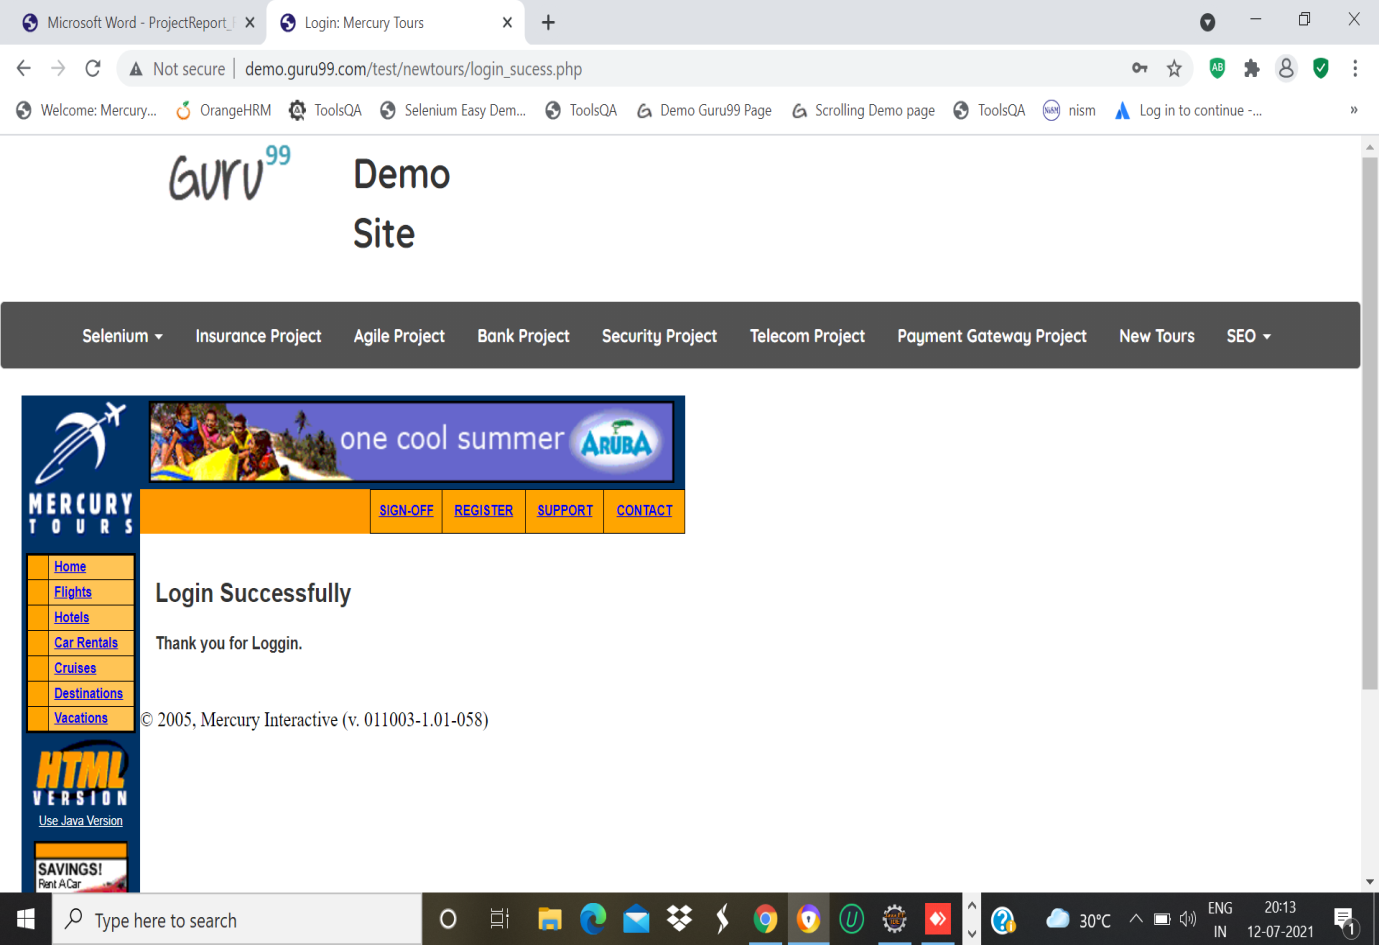 Microsoft Word - ProjectReport_
Login: Mercury Tours
Not secure
demo.guru99.com/test/newtours/login_sucess.php
Welcome: Mercury...
OrangeHRM
ToolsQA
Selenium Easy Dem...
ToolsQA
Demo Guru99 Page
Scrolling Demo page
ToolsQA
nism
Log in to continue -...
»
Guru99
Demo
Site
Selenium
Insurance Project
Agile Project
Bank Project
Security Project
Telecom Project
Payment Gateway Project
New Tours
SEO
one cool summer
ARUBA
MERCURY
TOURS
SIGN-OFF
REGISTER
SUPPORT
CONTACT
Home
Flights
Hotels
Car Rentals
Cruises
Destinations
Vacations
Login Successfully
Thank you for Loggin.
© 2005, Mercury Interactive (v. 011003-1.01-058)
HTML
VERSION
Use Java Version
SAVINGS!
Rent A Car
Type here to search
30°C
ENG
IN
20:13
12-07-2021
1